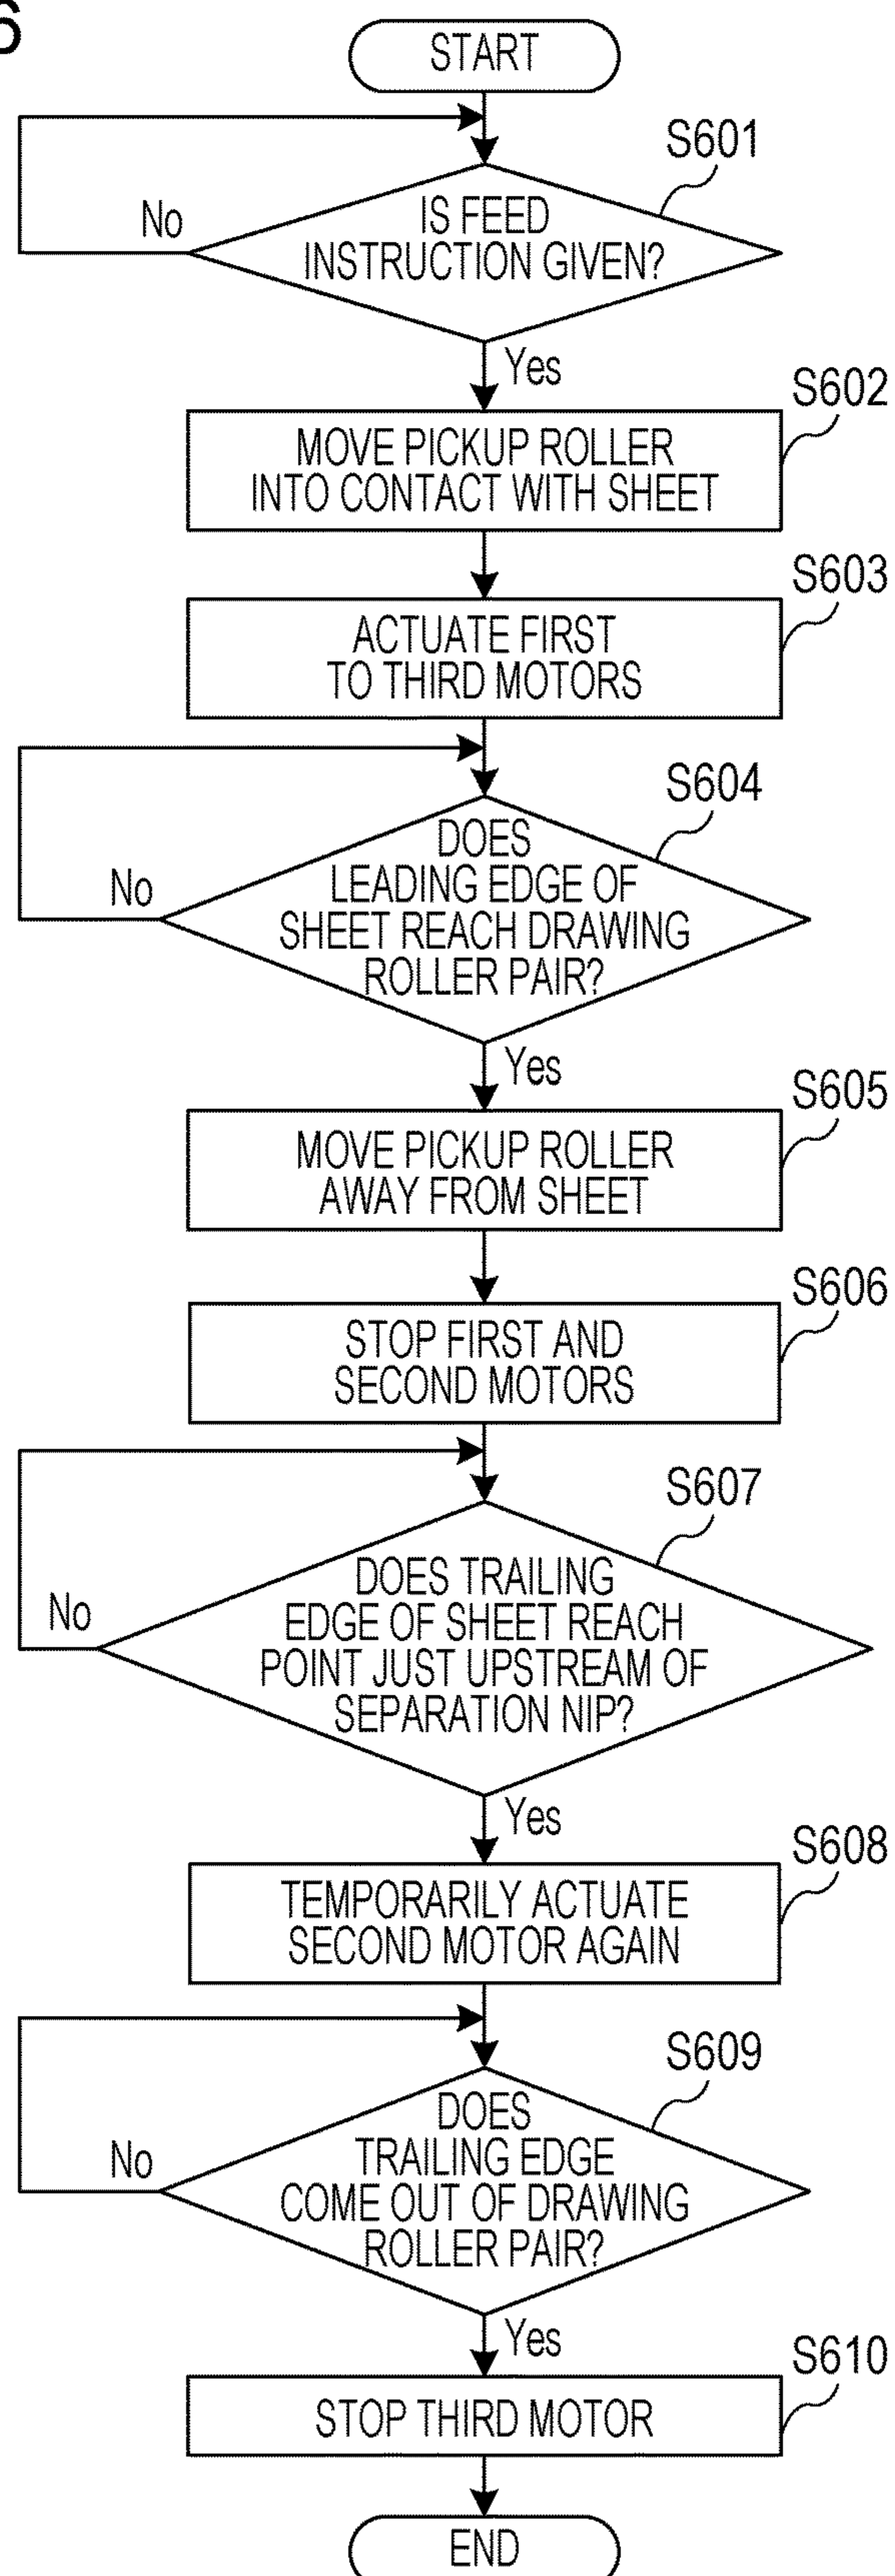 6
START
S601
No
IS FEED
INSTRUCTION GIVEN?
Yes
S602
MOVE PICKUP ROLLER
INTO CONTACT WITH SHEET
S603
ACTUATE FIRST
TO THIRD MOTORS
S604
DOES
No
LEADING EDGE OF
SHEET REACH DRAWING
ROLLER PAIR?
Yes
S605
MOVE PICKUP ROLLER
AWAY FROM SHEET
S606
STOP FIRST AND
SECOND MOTORS
S607
DOES TRAILING
No
EDGE OF SHEET REACH
POINT JUST UPSTREAM OF
SEPARATION NIP?
Yes
S608
TEMPORARILY ACTUATE
SECOND MOTOR AGAIN
S609
DOES
No
TRAILING EDGE
COME OUT OF DRAWING
ROLLER PAIR?
Yes
S610
STOP THIRD MOTOR
END